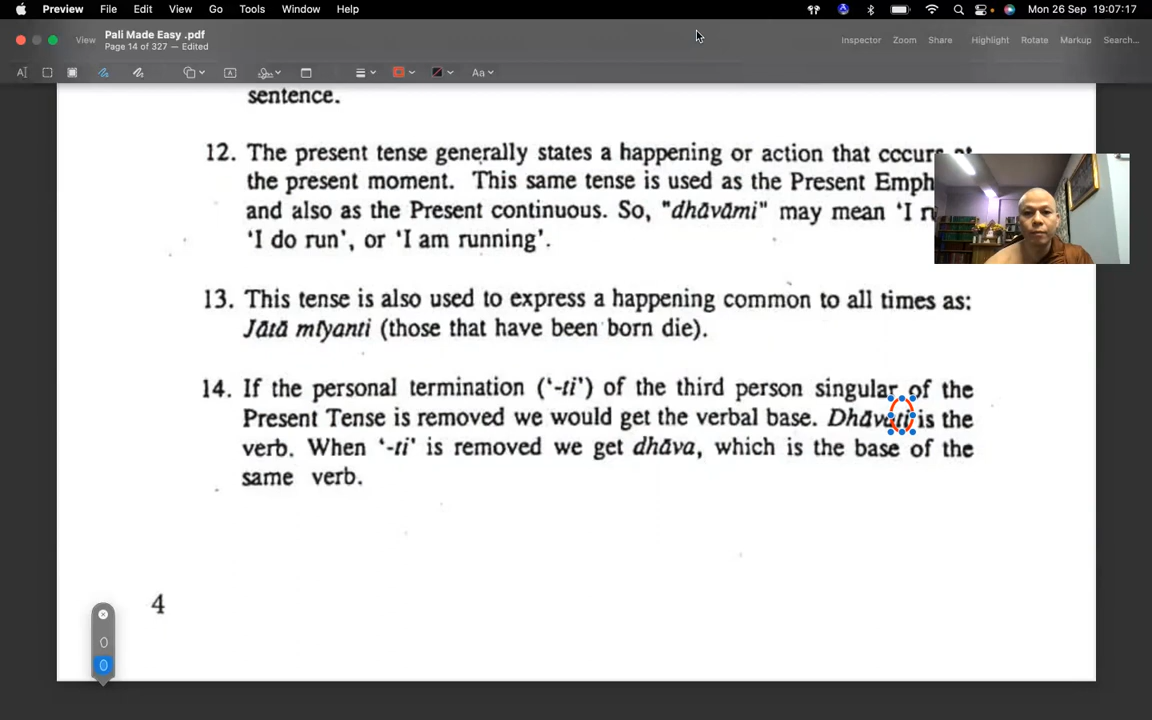 Preview File Edit View Go Tools Window Help Mon 26 Sep 19:07:17
View Pali Made Easy .pdf Inspector Zoom Share Highlight Rotate Markup Search...
Page 14 of 327 — Edited
Aa
sentence.
12. The present tense generally states a happening or action that cccurs at
the present moment. This same tense is used as the Present Emph
and also as the Present continuous. So, "dhāvāmi" may mean 'I r
'I do run', or 'I am running'.
13. This tense is also used to express a happening common to all times as:
Jātā mīyanti (those that have been born die).
14. If the personal termination ('-ti') of the third person singular of the
Present Tense is removed we would get the verbal base. Dhāvati is the
verb. When '-ti' is removed we get dhāva, which is the base of the
same verb.
4